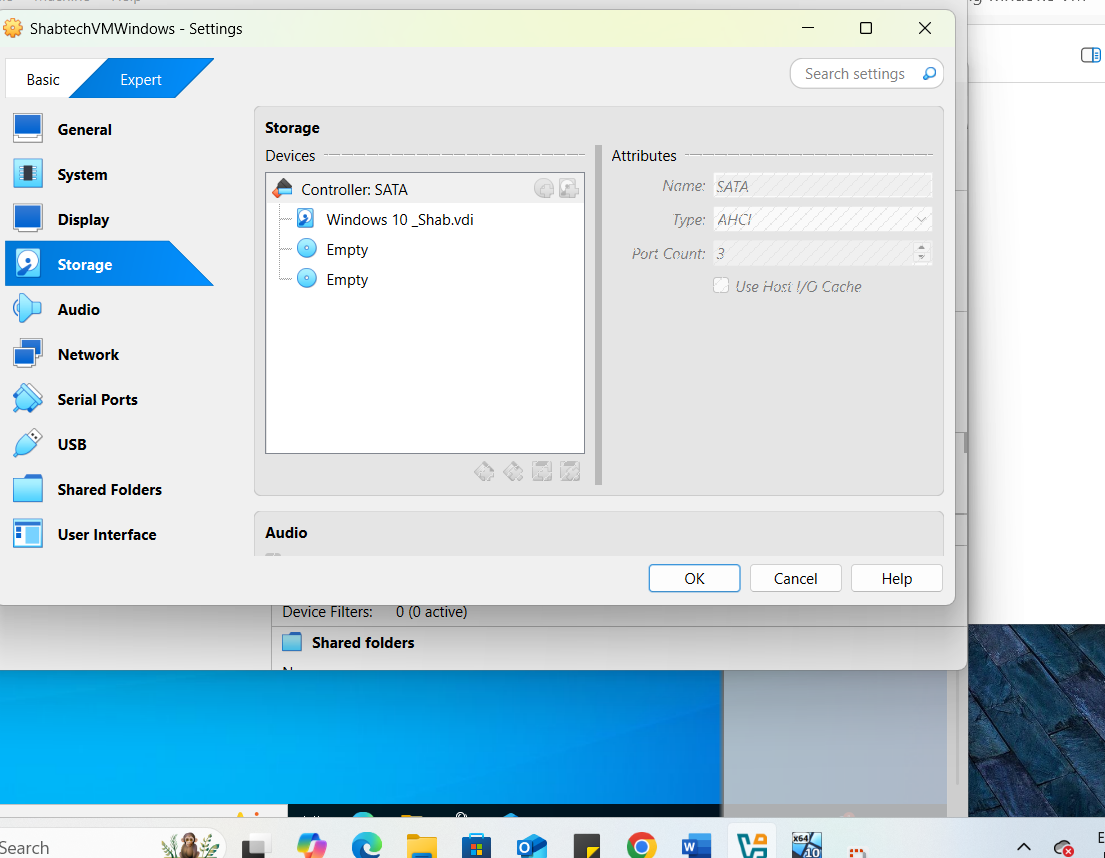 Machine Help
ShabtechVMWindows - Settings
Basic
Expert
Search settings
General
System
Display
Storage
Audio
Network
Serial Ports
USB
Shared Folders
User Interface
Storage
Devices
Controller: SATA
Windows 10 _Shab.vdi
Empty
Empty
Attributes
Name: SATA
Type: AHCI
Port Count: 3
Use Host I/O Cache
Audio
OK
Cancel
Help
Device Filters: 0 (0 active)
Shared folders
Search
X64
10